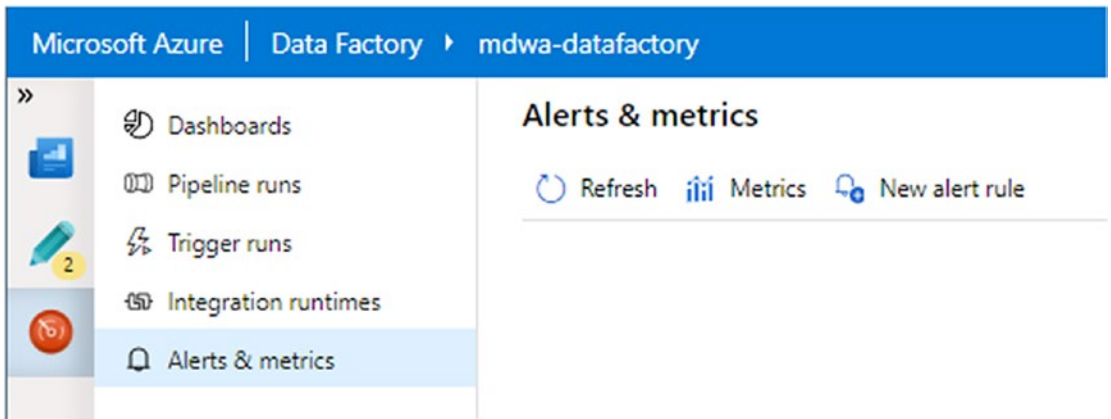 Microsoft Azure | Data Factory ▸ mdwa-datafactory
»
Dashboards
Pipeline runs
Trigger runs
2
Integration runtimes
Alerts & metrics
Alerts & metrics
Refresh Metrics New alert rule